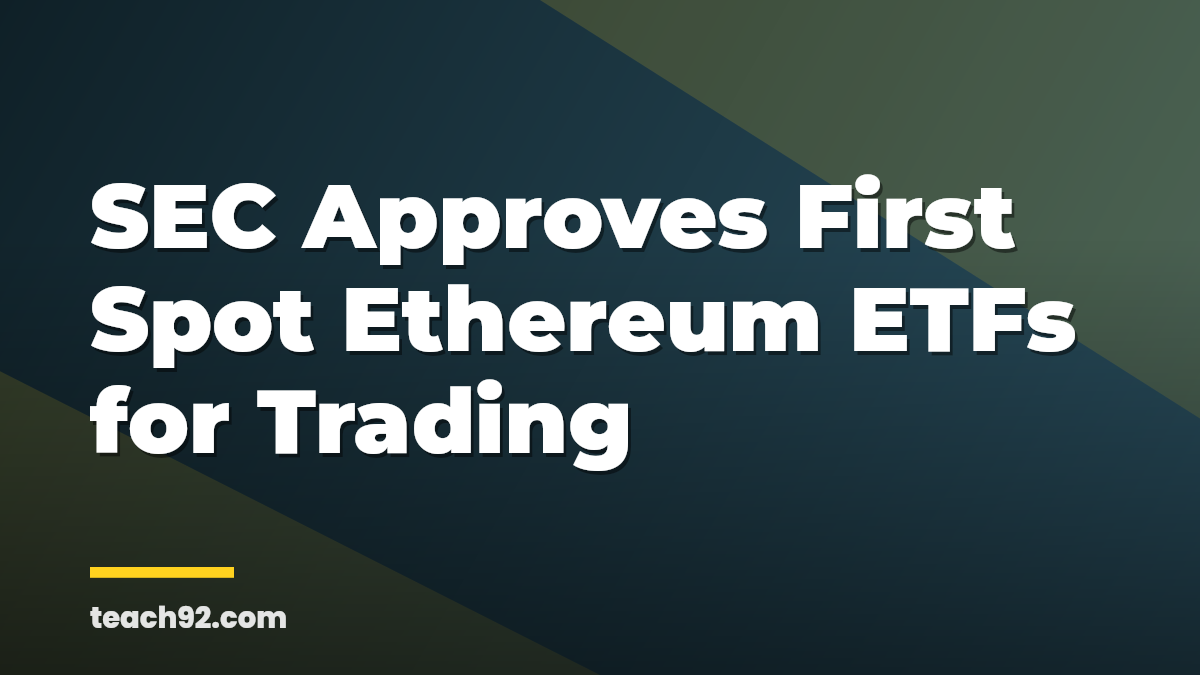 SEC Approves First
Spot Ethereum ETFs
for Trading
teach92.com